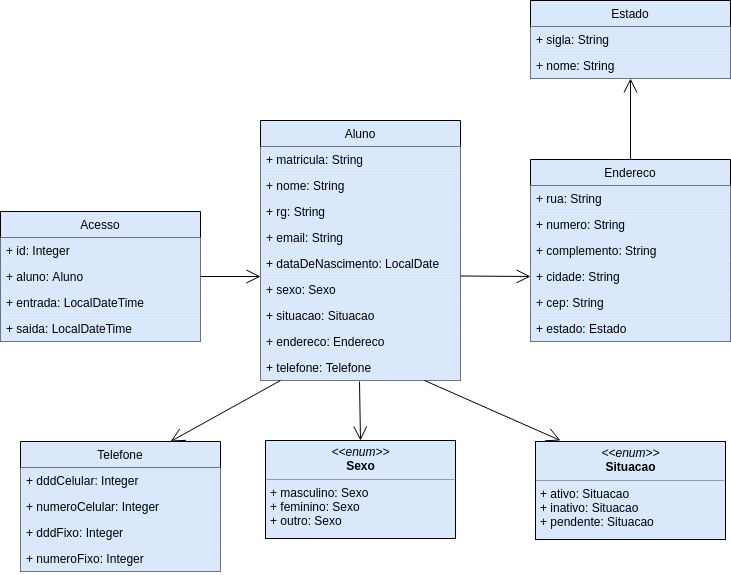 Estado
+ sigla: String
+ nome: String
Aluno
+ matricula: String
+ nome: String
+ rg: String
+ email: String
+ dataDeNascimento: LocalDate
+ sexo: Sexo
+ situacao: Situacao
+ endereco: Endereco
+ telefone: Telefone
Endereco
+ rua: String
+ numero: String
+ complemento: String
+ cidade: String
+ cep: String
+ estado: Estado
Acesso
+ id: Integer
+ aluno: Aluno
+ entrada: LocalDateTime
+ saida: LocalDateTime
Telefone
+ dddCelular: Integer
+ numeroCelular: Integer
+ dddFixo: Integer
+ numeroFixo: Integer
<<enum>>
Sexo
+ masculino: Sexo
+ feminino: Sexo
+ outro: Sexo
<<enum>>
Situacao
+ ativo: Situacao
+ inativo: Situacao
+ pendente: Situacao